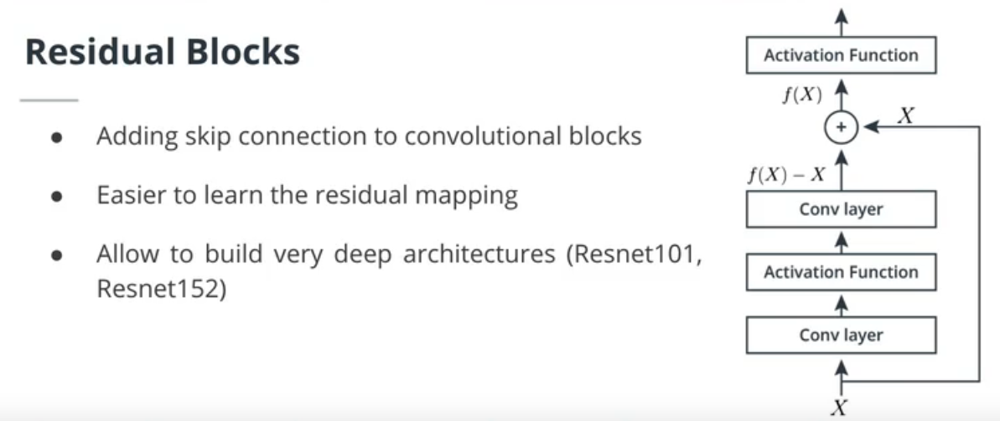 Residual Blocks
● Adding skip connection to convolutional blocks
● Easier to learn the residual mapping
● Allow to build very deep architectures (Resnet101,
Resnet152)
Activation Function
f(X)
+
X
f(X) – X
Conv layer
Activation Function
Conv layer
X